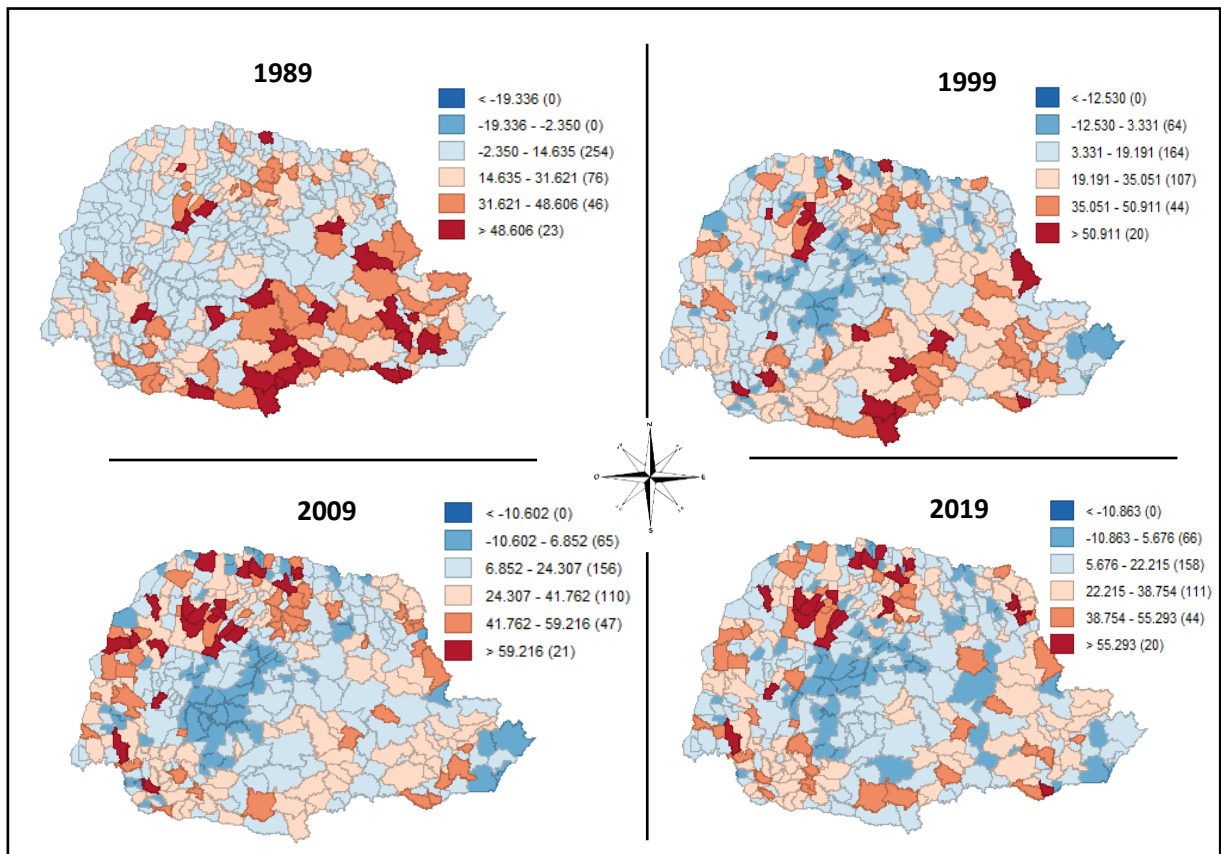 1989
< -19.336 (0)
-19.336 - -2.350 (0)
-2.350 - 14.635 (254)
14.635 - 31.621 (76)
31.621 - 48.606 (46)
> 48.606 (23)
1999
< -12.530 (0)
-12.530 - 3.331 (64)
3.331 - 19.191 (164)
19.191 - 35.051 (107)
35.051 - 50.911 (44)
> 50.911 (20)
N
O
E
S
2009
< -10.602 (0)
-10.602 - 6.852 (65)
6.852 - 24.307 (156)
24.307 - 41.762 (110)
41.762 - 59.216 (47)
> 59.216 (21)
2019
< -10.863 (0)
-10.863 - 5.676 (66)
5.676 - 22.215 (158)
22.215 - 38.754 (111)
38.754 - 55.293 (44)
> 55.293 (20)